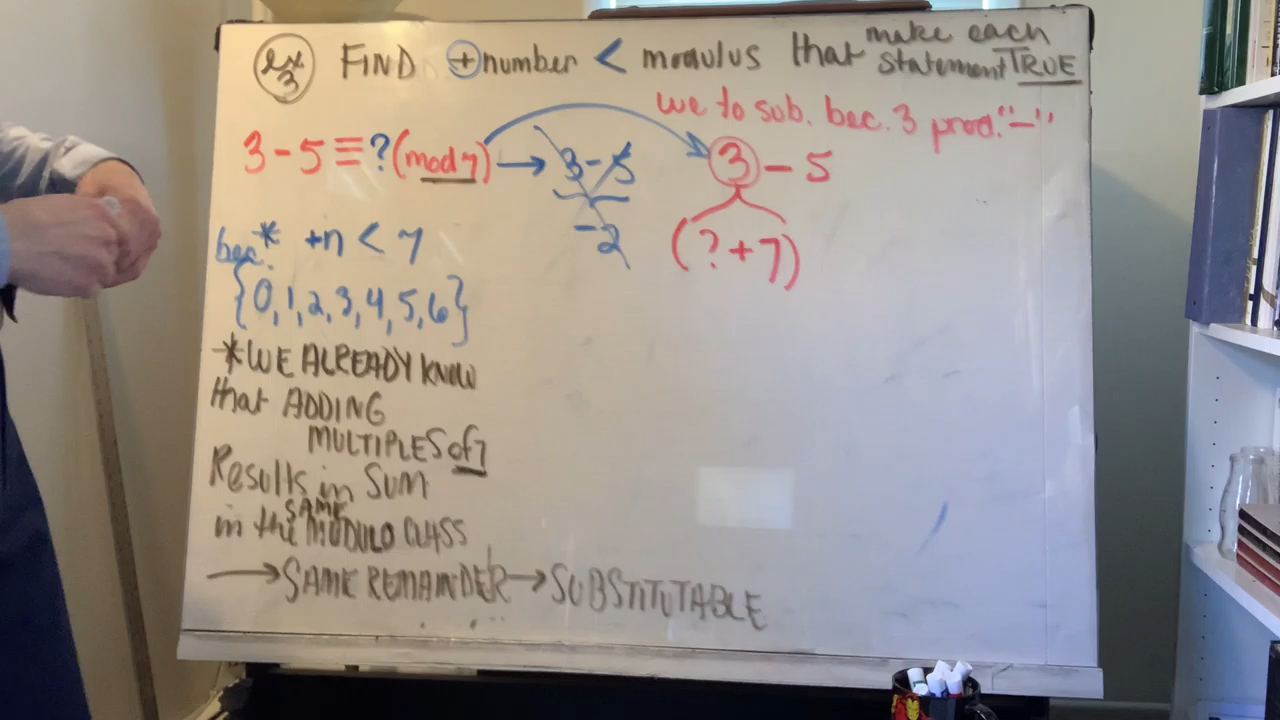 ex 3 FIND + number < modulus that make each statement TRUE
we to sub. bec. 3 prod. "-"
3 - 5 ≡ ? (mod 7) → 3 - 5 3 - 5
-2 (? + 7)
bec. * +n < 7
{0, 1, 2, 3, 4, 5, 6}
*WE ALREADY KNOW
that ADDING
MULTIPLES of 7
Results in SUM
in the SAME MODULO CLASS
→ SAME REMAINDER → SUBSTITUTABLE